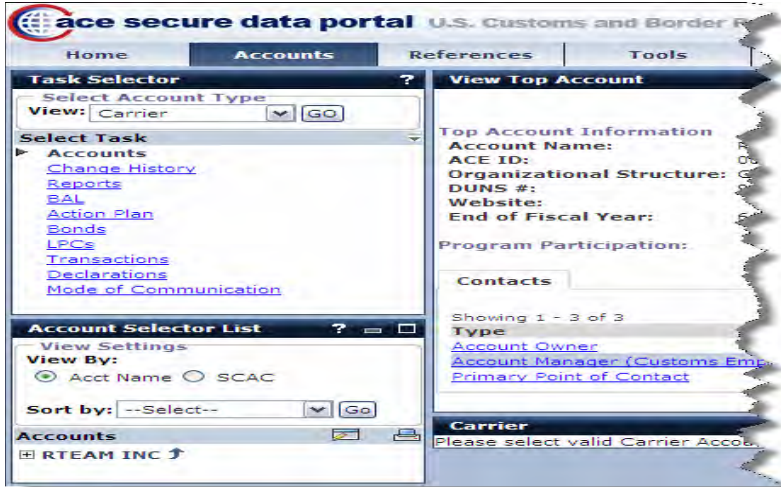 ace secure data portal U.S. Customs and Border
Home Accounts References Tools
Task Selector ?
Select Account Type
View: Carrier GO
Select Task
Accounts
Change History
Reports
BAL
Action Plan
Bonds
LPCs
Transactions
Declarations
Mode of Communication
Account Selector List ?
View Settings
View By:
Acct Name SCAC
Sort by: --Select-- Go
Accounts
RTEAM INC
View Top Account
Top Account Information
Account Name:
ACE ID:
Organizational Structure:
DUNS #:
Website:
End of Fiscal Year:
Program Participation:
Contacts
Showing 1 - 3 of 3
Type
Account Owner
Account Manager (Customs Emp
Primary Point of Contact
Carrier
Please select valid Carrier Acco